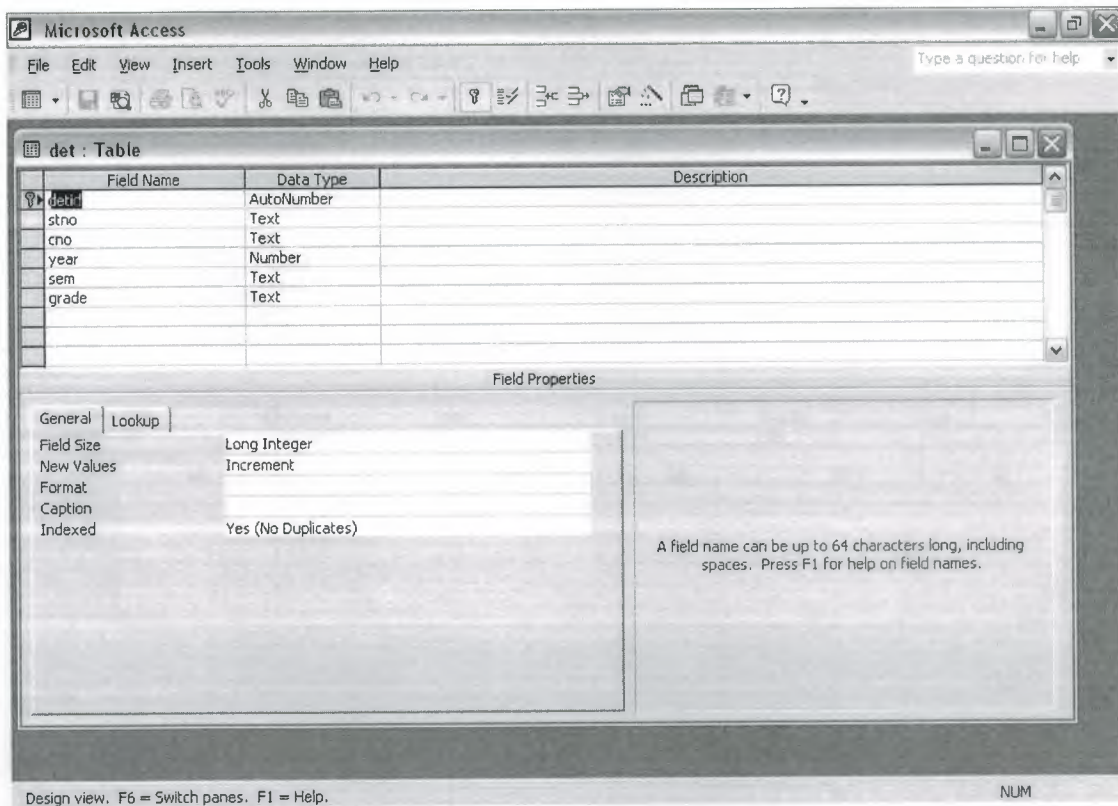 Microsoft Access
File Edit View Insert Tools Window Help Type a question for help
det : Table
Field Name Data Type Description
detid AutoNumber
stno Text
cno Text
year Number
sem Text
grade Text
Field Properties
General Lookup
Field Size Long Integer
New Values Increment
Format
Caption
Indexed Yes (No Duplicates)
A field name can be up to 64 characters long, including
spaces. Press F1 for help on field names.
Design view. F6 = Switch panes. F1 = Help. NUM